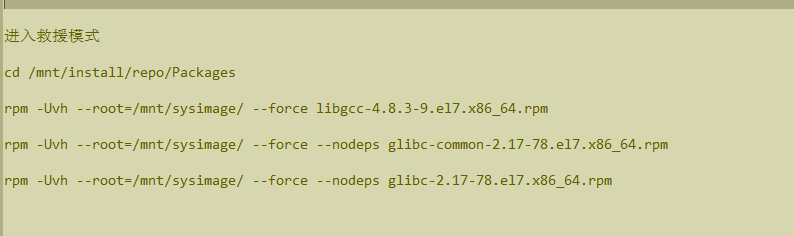 进入救援模式
cd /mnt/install/repo/Packages
rpm -Uvh --root=/mnt/sysimage/ --force libgcc-4.8.3-9.el7.x86_64.rpm
rpm -Uvh --root=/mnt/sysimage/ --force --nodeps glibc-common-2.17-78.el7.x86_64.rpm
rpm -Uvh --root=/mnt/sysimage/ --force --nodeps glibc-2.17-78.el7.x86_64.rpm